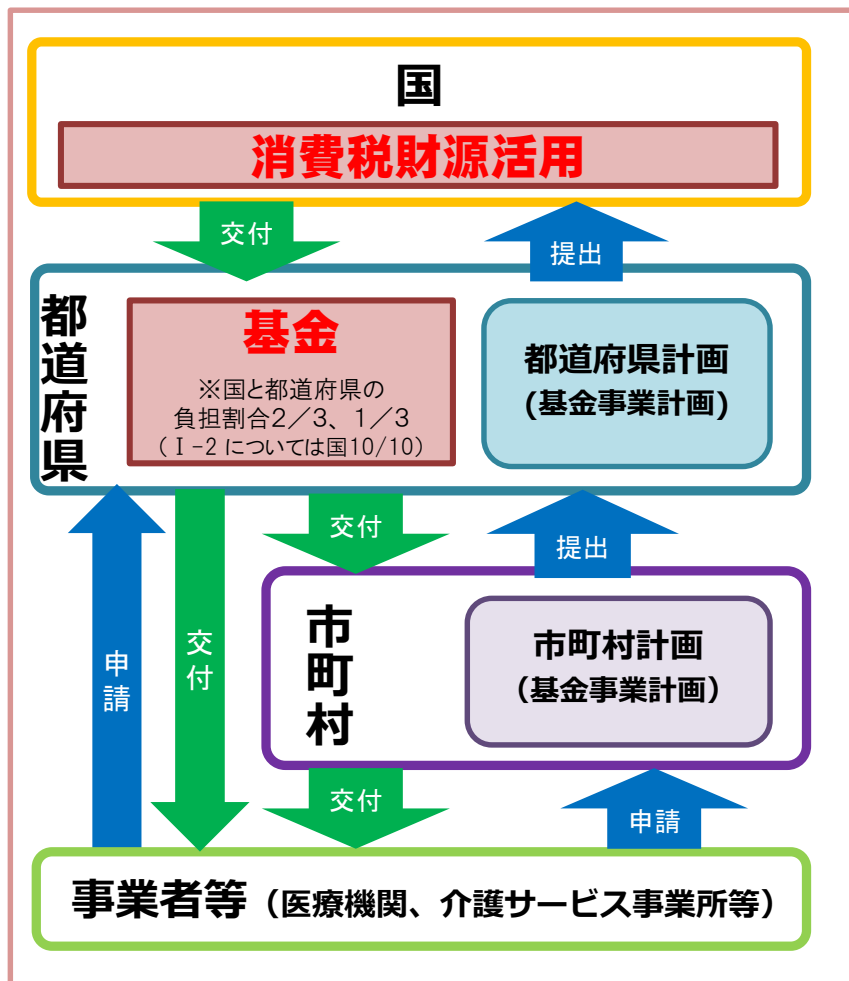 国
消費税財源活用
交付
提出
都道府県
基金
※国と都道府県の
負担割合2/3、1/3
(Ⅰ-2 については国10/10)
都道府県計画
(基金事業計画)
交付
提出
申請
交付
市町村
市町村計画
(基金事業計画)
交付
申請
事業者等(医療機関、介護サービス事業所等)